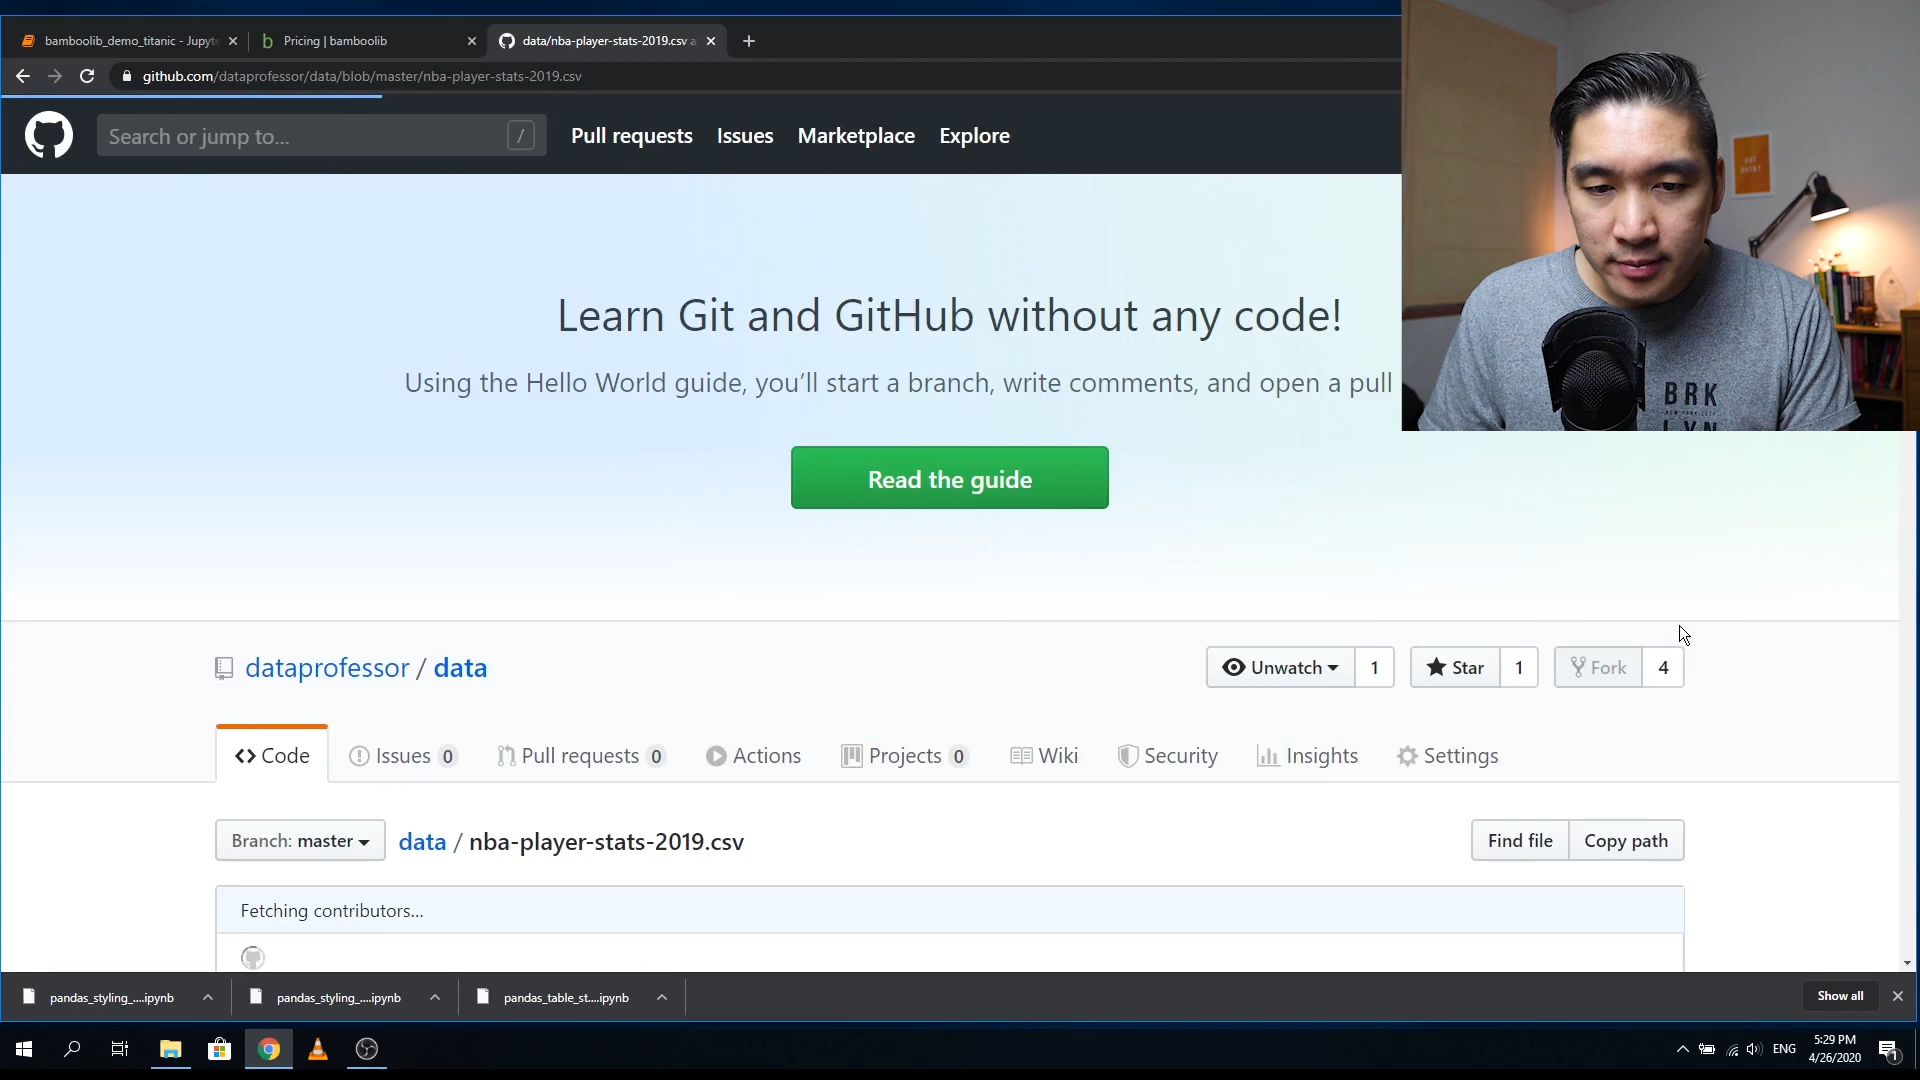 bamboolib_demo_titanic - Jupyte
Pricing | bamboolib
data/nba-player-stats-2019.csv a
github.com/dataprofessor/data/blob/master/nba-player-stats-2019.csv
Search or jump to...
/
Pull requests
Issues
Marketplace
Explore
Learn Git and GitHub without any code!
Using the Hello World guide, you'll start a branch, write comments, and open a pull
Read the guide
BRK
dataprofessor / data
Unwatch 1
Star 1
Fork 4
Code
Issues 0
Pull requests 0
Actions
Projects 0
Wiki
Security
Insights
Settings
Branch: master
data / nba-player-stats-2019.csv
Find file
Copy path
Fetching contributors...
pandas_styling_....ipynb
pandas_styling_....ipynb
pandas_table_st....ipynb
Show all
ENG
5:29 PM
4/26/2020
1